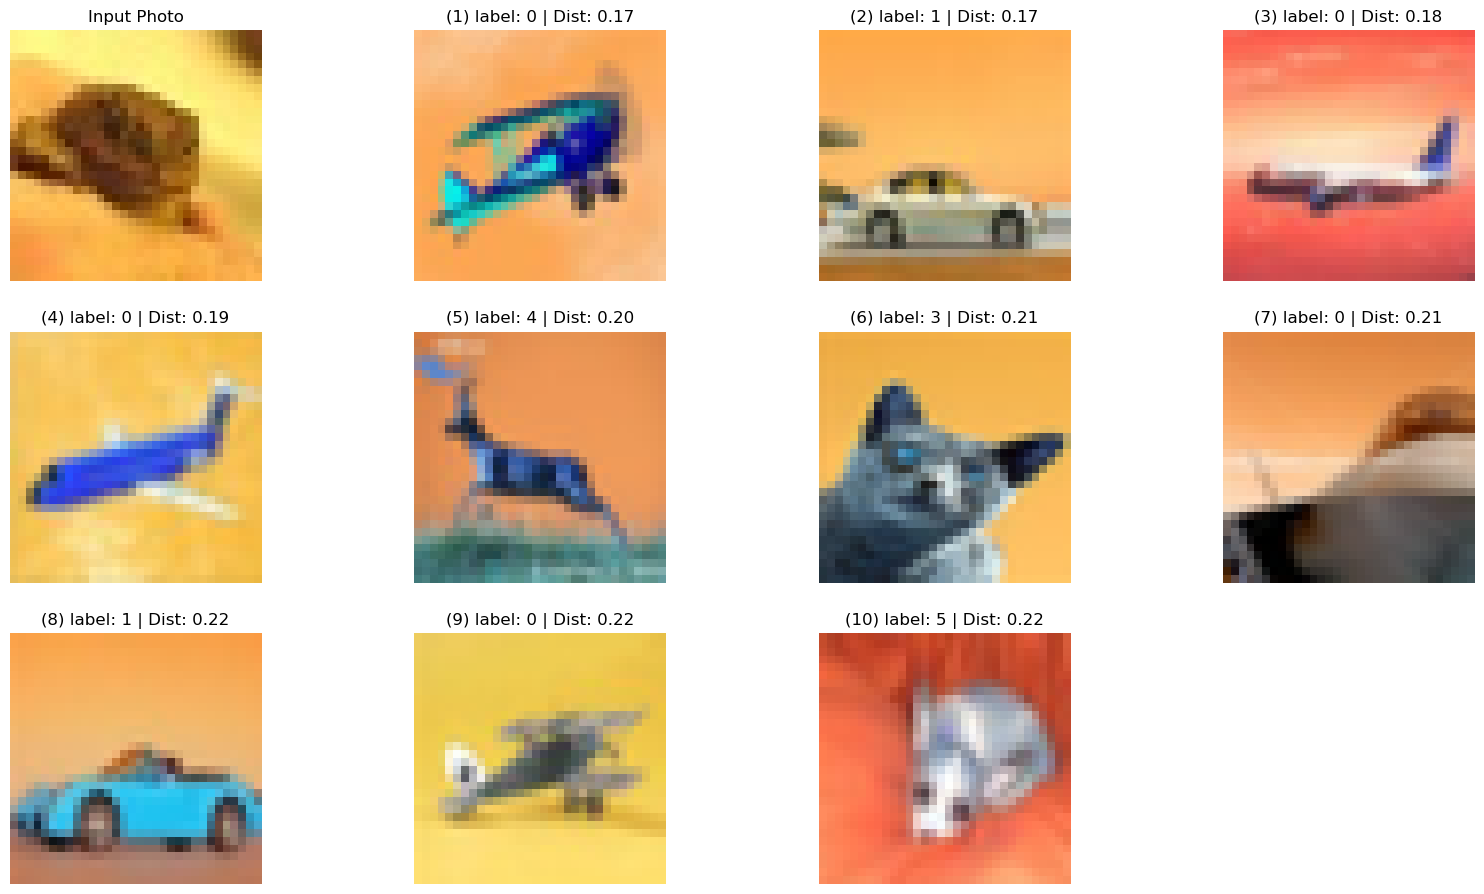 Input Photo
(1) label: 0 | Dist: 0.17
(2) label: 1 | Dist: 0.17
(3) label: 0 | Dist: 0.18
(4) label: 0 | Dist: 0.19
(5) label: 4 | Dist: 0.20
(6) label: 3 | Dist: 0.21
(7) label: 0 | Dist: 0.21
(8) label: 1 | Dist: 0.22
(9) label: 0 | Dist: 0.22
(10) label: 5 | Dist: 0.22